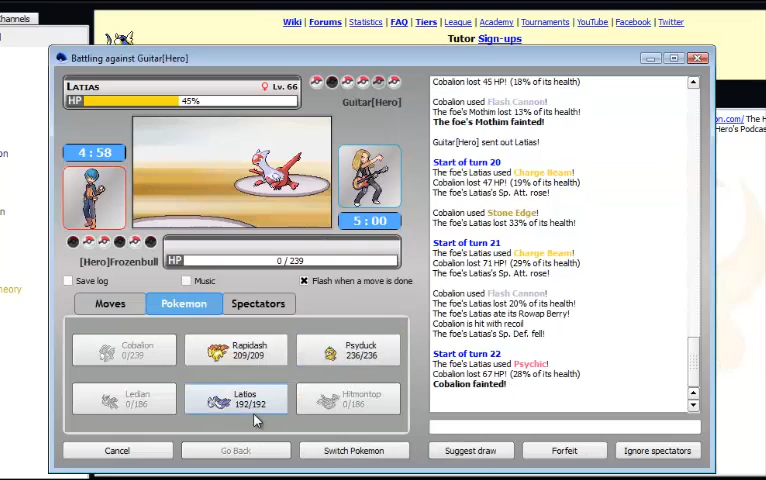 Channels
Wiki | Forums | Statistics | FAQ | Tiers | League | Academy | Tournaments | YouTube | Facebook | Twitter
Tutor Sign-ups
Battling against Guitar[Hero]
LATIAS ♀ Lv. 66
HP 45%
Guitar[Hero]
4:58
5:00
[Hero]Frozenbull
HP 0 / 239
Save log
Music
Flash when a move is done
Moves
Pokemon
Spectators
Cobalion
0/239
Rapidash
209/209
Psyduck
236/236
Ledian
0/186
Latios
192/192
Hitmontop
0/186
Cancel
Go Back
Switch Pokemon
Cobalion lost 45 HP! (18% of its health)
Cobalion used Flash Cannon!
The foe's Mothim lost 13% of its health!
The foe's Mothim fainted!
Guitar[Hero] sent out Latias!
Start of turn 20
The foe's Latias used Charge Beam!
Cobalion lost 47 HP! (19% of its health)
The foe's Latias's Sp. Att. rose!
Cobalion used Stone Edge!
The foe's Latias lost 33% of its health!
Start of turn 21
The foe's Latias used Charge Beam!
Cobalion lost 71 HP! (29% of its health)
The foe's Latias's Sp. Att. rose!
Cobalion used Flash Cannon!
The foe's Latias lost 20% of its health!
The foe's Latias ate its Rowap Berry!
Cobalion is hit with recoil
The foe's Latias's Sp. Def. fell!
Start of turn 22
The foe's Latias used Psychic!
Cobalion lost 67 HP! (28% of its health)
Cobalion fainted!
Suggest draw
Forfeit
Ignore spectators
on.com/ The H
Hero's Podcas
on
n
heory